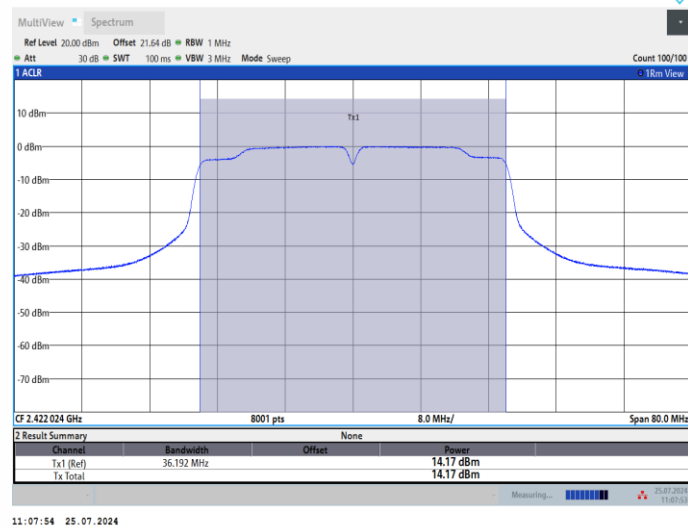 MultiView Spectrum
Ref Level 20.00 dBm Offset 21.64 dB RBW 1 MHz
Att 30 dB SWT 100 ms VBW 3 MHz Mode Sweep Count 100/100
1 ACLR 1Rm View
Tx1
10 dBm
0 dBm
-10 dBm
-20 dBm
-30 dBm
-40 dBm
-50 dBm
-60 dBm
-70 dBm
CF 2.422 024 GHz 8001 pts 8.0 MHz/ Span 80.0 MHz
2 Result Summary None
Channel Bandwidth Offset Power
Tx1 (Ref) 36.192 MHz 14.17 dBm
Tx Total 14.17 dBm
Measuring... 25.07.2024
11:07:53
11:07:54 25.07.2024